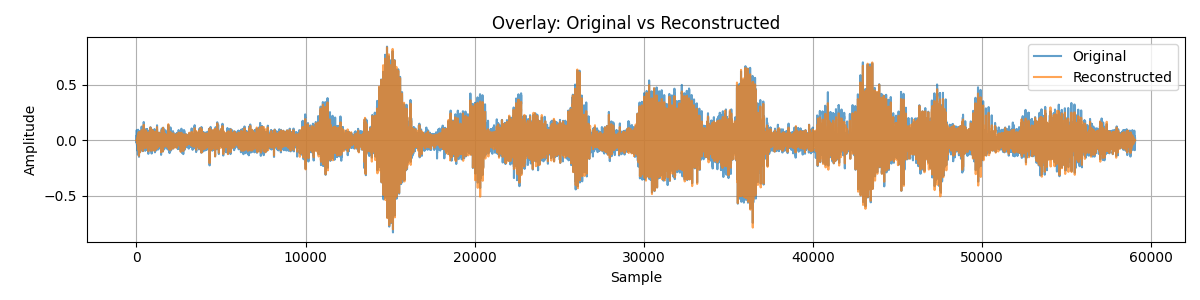 Overlay: Original vs Reconstructed
Original
Reconstructed
Amplitude
0.5
0.0
−0.5
0 10000 20000 30000 40000 50000 60000
Sample